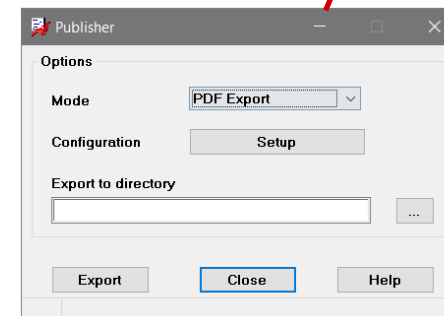 Publisher
Options
Mode PDF Export
Configuration Setup
Export to directory
...
Export Close Help